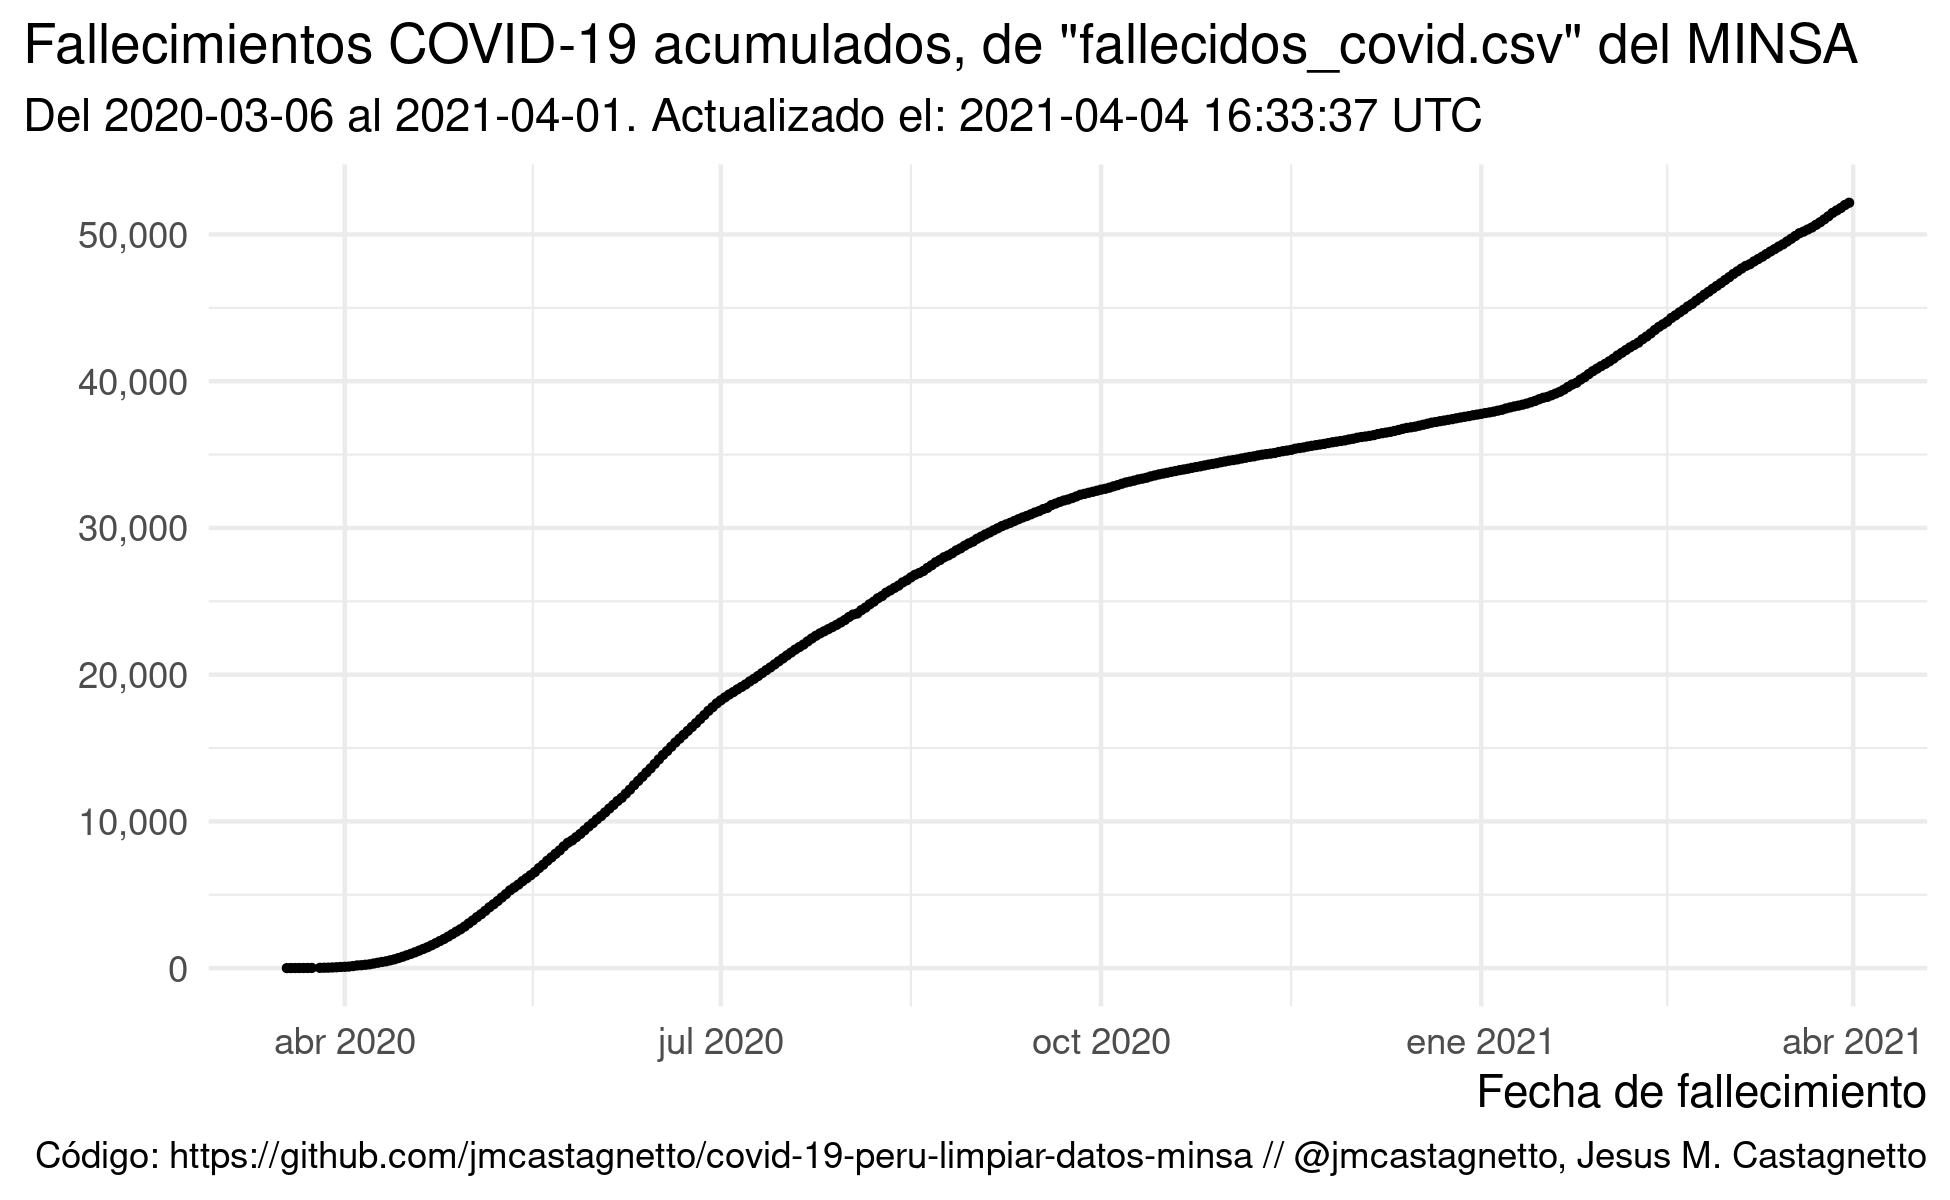 Fallecimientos COVID-19 acumulados, de "fallecidos_covid.csv" del MINSA
Del 2020-03-06 al 2021-04-01. Actualizado el: 2021-04-04 16:33:37 UTC
50,000
40,000
30,000
20,000
10,000
0
abr 2020 jul 2020 oct 2020 ene 2021 abr 2021
Fecha de fallecimiento
Código: https://github.com/jmcastagnetto/covid-19-peru-limpiar-datos-minsa // @jmcastagnetto, Jesus M. Castagnetto